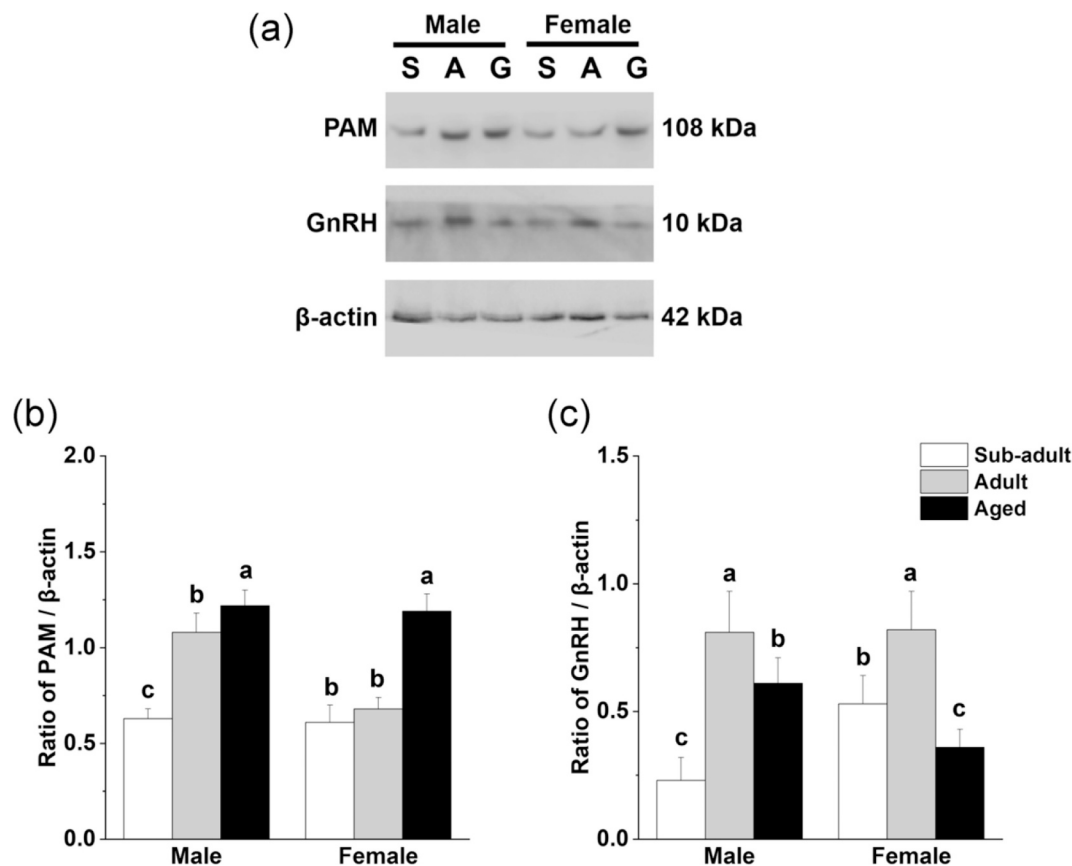 (a)
Male Female
S A G S A G
PAM 108 kDa
GnRH 10 kDa
β-actin 42 kDa
(b)
Ratio of PAM / β-actin
2.0
1.5
1.0
0.5
0.0
c b a b b a
Male Female
(c)
Sub-adult
Adult
Aged
Ratio of GnRH / β-actin
1.5
1.0
0.5
0.0
c a b b a c
Male Female